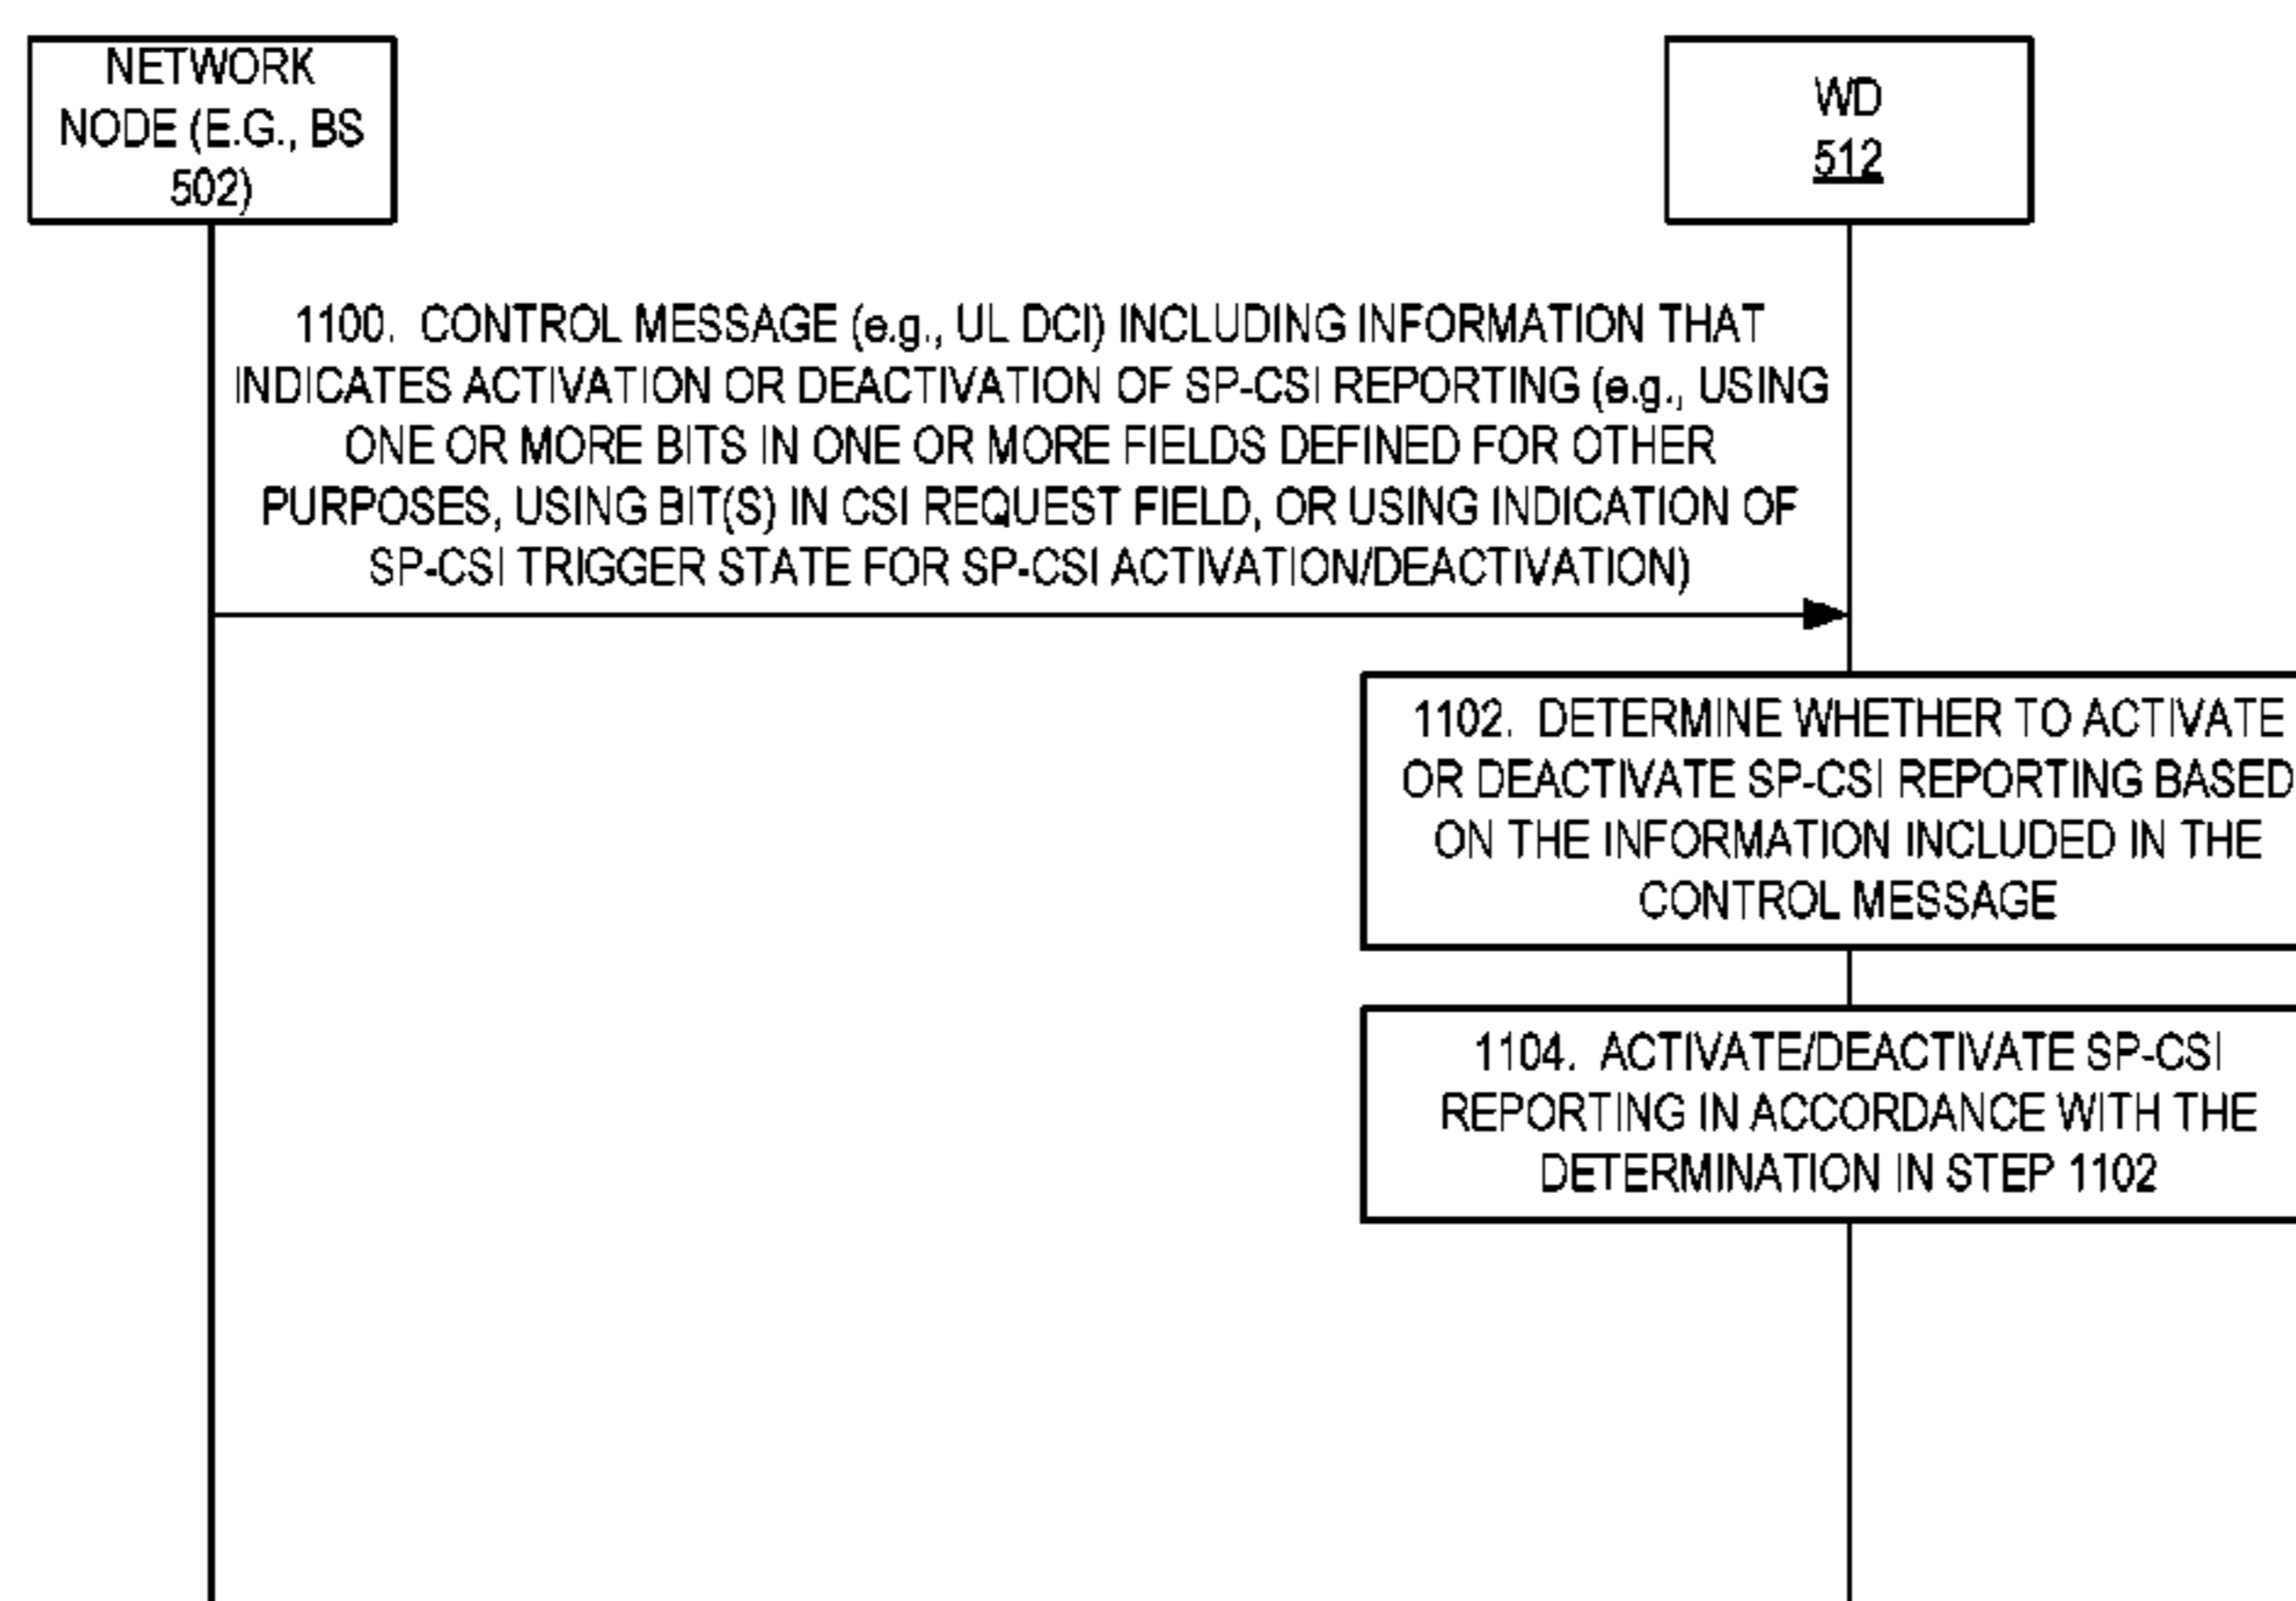 NETWORK
NODE (E.G., BS
502)
WD
512
1100. CONTROL MESSAGE (e.g., UL DCI) INCLUDING INFORMATION THAT
INDICATES ACTIVATION OR DEACTIVATION OF SP-CSI REPORTING (e.g., USING
ONE OR MORE BITS IN ONE OR MORE FIELDS DEFINED FOR OTHER
PURPOSES, USING BIT(S) IN CSI REQUEST FIELD, OR USING INDICATION OF
SP-CSI TRIGGER STATE FOR SP-CSI ACTIVATION/DEACTIVATION)
1102. DETERMINE WHETHER TO ACTIVATE
OR DEACTIVATE SP-CSI REPORTING BASED
ON THE INFORMATION INCLUDED IN THE
CONTROL MESSAGE
1104. ACTIVATE/DEACTIVATE SP-CSI
REPORTING IN ACCORDANCE WITH THE
DETERMINATION IN STEP 1102